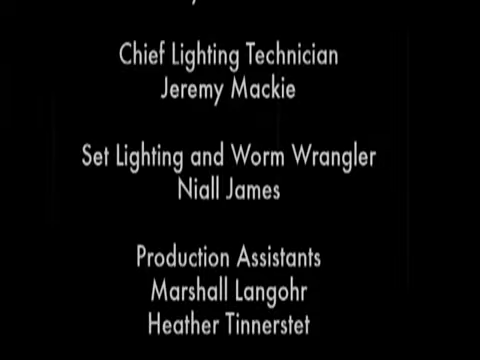 Chief Lighting Technician
Jeremy Mackie
Set Lighting and Worm Wrangler
Niall James
Production Assistants
Marshall Langohr
Heather Tinnerstet